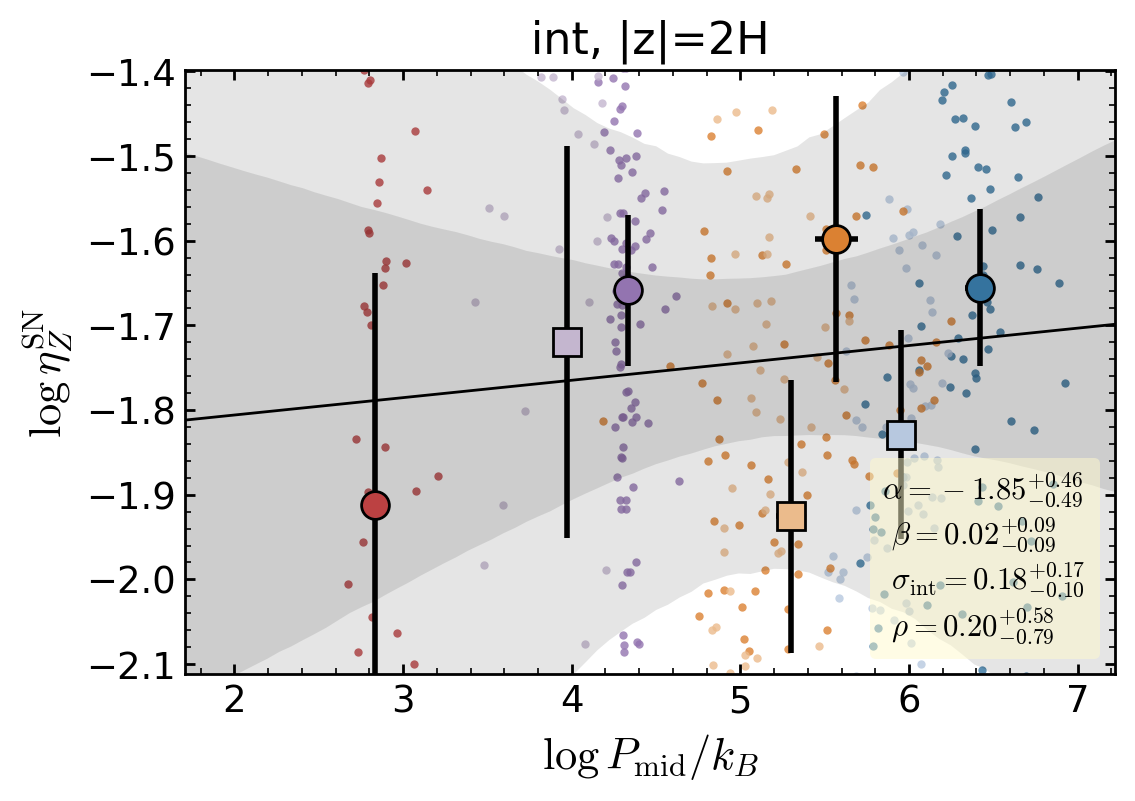 int, |z|=2H
−1.4
−1.5
−1.6
−1.7
−1.8
−1.9
−2.0
−2.1
log η_Z^SN
α = − 1.85^{+0.46}_{−0.49}
β = 0.02^{+0.09}_{−0.09}
σ_int = 0.18^{+0.17}_{−0.10}
ρ = 0.20^{+0.58}_{−0.79}
2 3 4 5 6 7
log P_mid/k_B